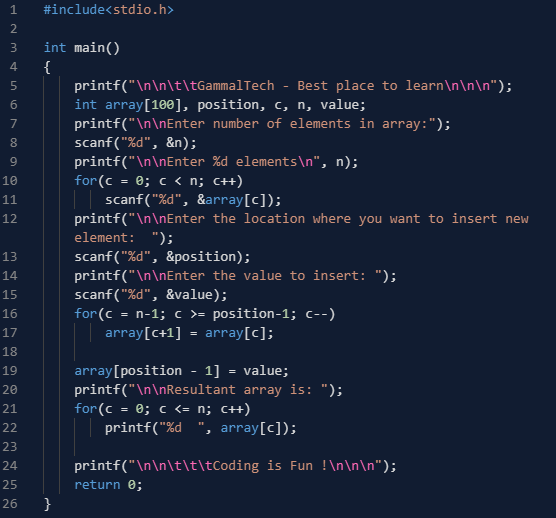 1 #include<stdio.h>
2
3 int main()
4 {
5     printf("\n\n\t\tGammalTech - Best place to learn\n\n\n");
6     int array[100], position, c, n, value;
7     printf("\n\nEnter number of elements in array:");
8     scanf("%d", &n);
9     printf("\n\nEnter %d elements\n", n);
10     for(c = 0; c < n; c++)
11         scanf("%d", &array[c]);
12     printf("\n\nEnter the location where you want to insert new
    element:  ");
13     scanf("%d", &position);
14     printf("\n\nEnter the value to insert: ");
15     scanf("%d", &value);
16     for(c = n-1; c >= position-1; c--)
17         array[c+1] = array[c];
18
19     array[position - 1] = value;
20     printf("\n\nResultant array is: ");
21     for(c = 0; c <= n; c++)
22         printf("%d  ", array[c]);
23
24     printf("\n\n\t\t\tCoding is Fun !\n\n\n");
25     return 0;
26 }